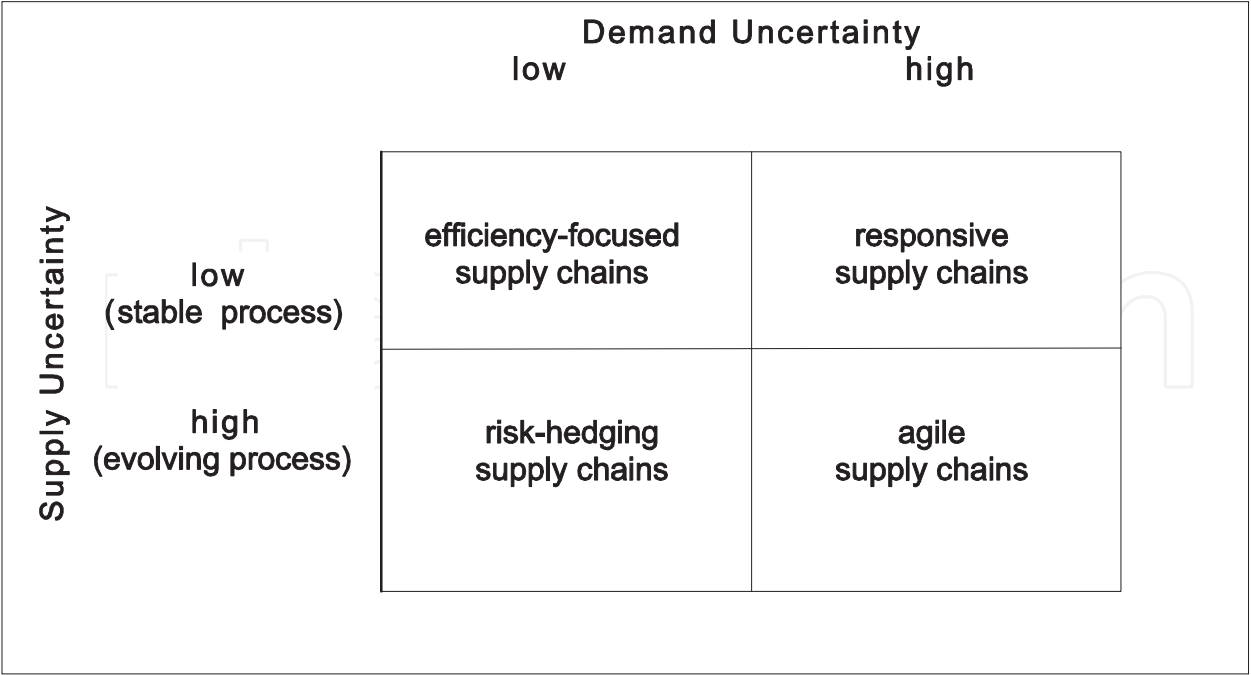 Demand Uncertainty
low high
efficiency-focused
supply chains
responsive
supply chains
Supply Uncertainty
low
(stable process)
high
(evolving process)
risk-hedging
supply chains
agile
supply chains